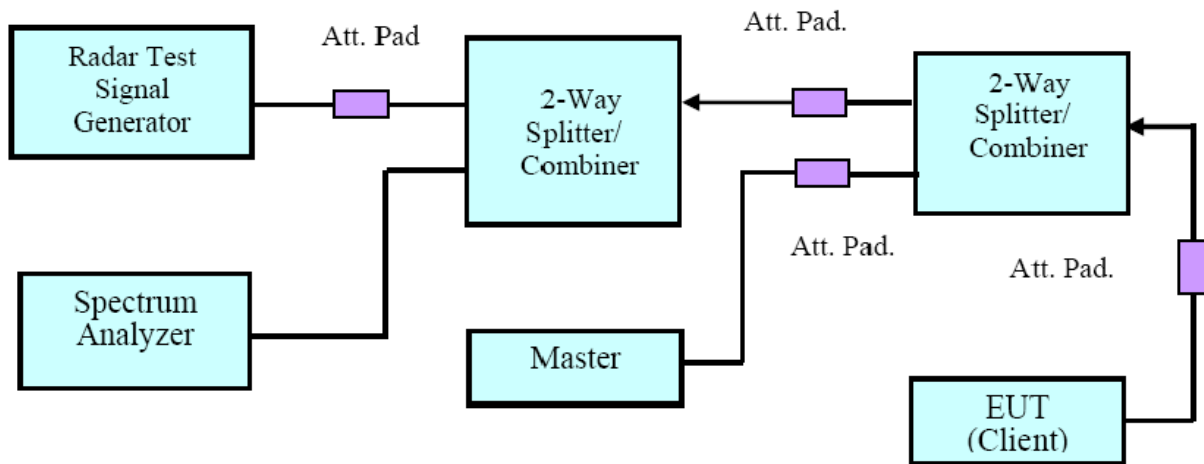 Radar Test
Signal
Generator
Att. Pad
2-Way
Splitter/
Combiner
Att. Pad.
2-Way
Splitter/
Combiner
Att. Pad.
Att. Pad.
Spectrum
Analyzer
Master
EUT
(Client)